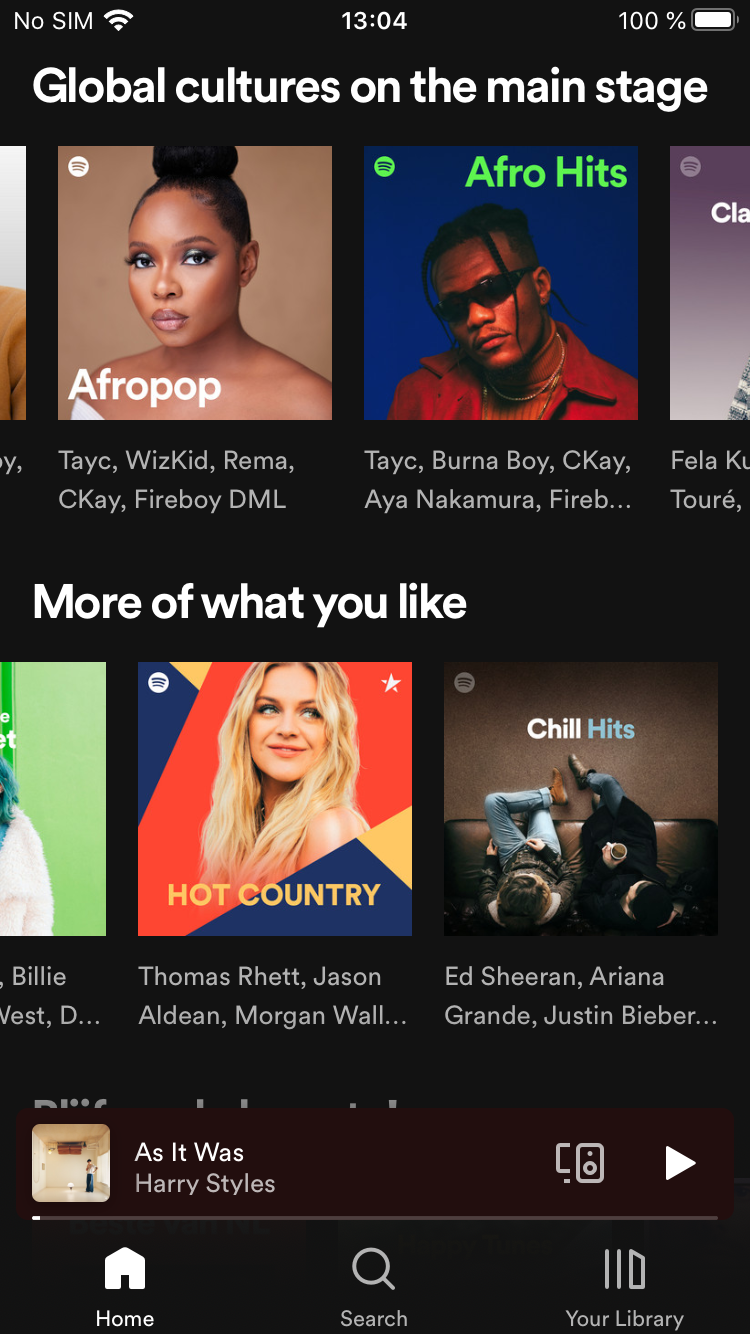 No SIM
13:04
100 %
Global cultures on the main stage
Afropop
Afro Hits
Cla
oy,
Tayc, WizKid, Rema,
CKay, Fireboy DML
Tayc, Burna Boy, CKay,
Aya Nakamura, Fireb...
Fela Ku
Touré,
More of what you like
e
et
HOT COUNTRY
Chill Hits
, Billie
West, D...
Thomas Rhett, Jason
Aldean, Morgan Wall...
Ed Sheeran, Ariana
Grande, Justin Bieber...
As It Was
Harry Styles
Home
Search
Your Library